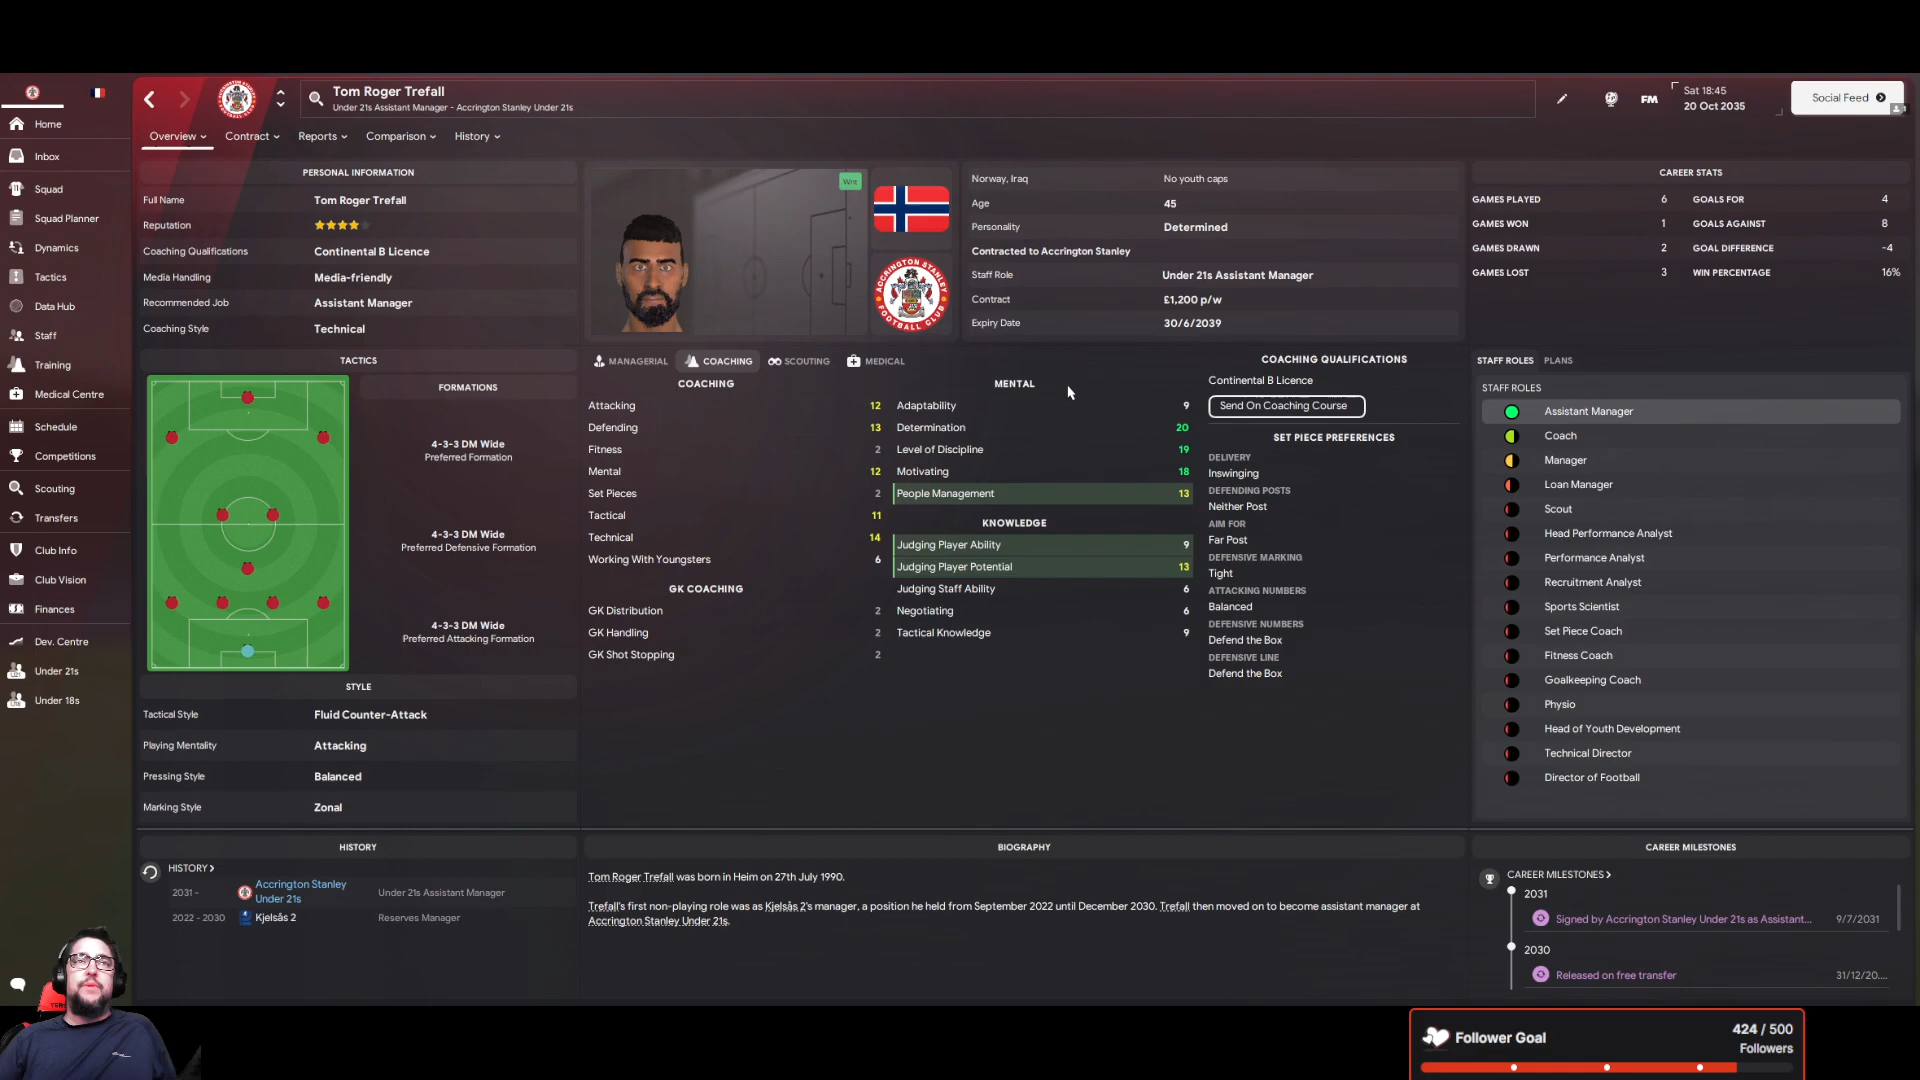 Tom Roger Trefall
Under 21s Assistant Manager - Accrington Stanley Under 21s
FM
Sat 18:45
20 Oct 2035
Social Feed
1
Overview
Contract
Reports
Comparison
History
Home
Inbox
Squad
Squad Planner
Dynamics
Tactics
Data Hub
Staff
Training
Medical Centre
Schedule
Competitions
Scouting
Transfers
Club Info
Club Vision
Finances
Dev. Centre
Under 21s
Under 18s
PERSONAL INFORMATION
Full Name Tom Roger Trefall
Reputation
Coaching Qualifications Continental B Licence
Media Handling Media-friendly
Recommended Job Assistant Manager
Coaching Style Technical
Wnt
ACCRINGTON STANLEY
FOOTBALL CLUB
Norway, Iraq No youth caps
Age 45
Personality Determined
Contracted to Accrington Stanley
Staff Role Under 21s Assistant Manager
Contract £1,200 p/w
Expiry Date 30/6/2039
CAREER STATS
GAMES PLAYED 6 GOALS FOR 4
GAMES WON 1 GOALS AGAINST 8
GAMES DRAWN 2 GOAL DIFFERENCE -4
GAMES LOST 3 WIN PERCENTAGE 16%
TACTICS
FORMATIONS
4-3-3 DM Wide
Preferred Formation
4-3-3 DM Wide
Preferred Defensive Formation
4-3-3 DM Wide
Preferred Attacking Formation
STYLE
Tactical Style Fluid Counter-Attack
Playing Mentality Attacking
Pressing Style Balanced
Marking Style Zonal
MANAGERIAL COACHING SCOUTING MEDICAL
COACHING
Attacking 12
Defending 13
Fitness 2
Mental 12
Set Pieces 2
Tactical 11
Technical 14
Working With Youngsters 6
GK COACHING
GK Distribution 2
GK Handling 2
GK Shot Stopping 2
MENTAL
Adaptability 9
Determination 20
Level of Discipline 19
Motivating 18
People Management 13
KNOWLEDGE
Judging Player Ability 9
Judging Player Potential 13
Judging Staff Ability 6
Negotiating 6
Tactical Knowledge 9
COACHING QUALIFICATIONS
Continental B Licence
Send On Coaching Course
SET PIECE PREFERENCES
DELIVERY
Inswinging
DEFENDING POSTS
Neither Post
AIM FOR
Far Post
DEFENSIVE MARKING
Tight
ATTACKING NUMBERS
Balanced
DEFENSIVE NUMBERS
Defend the Box
DEFENSIVE LINE
Defend the Box
STAFF ROLES PLANS
STAFF ROLES
Assistant Manager
Coach
Manager
Loan Manager
Scout
Head Performance Analyst
Performance Analyst
Recruitment Analyst
Sports Scientist
Set Piece Coach
Fitness Coach
Goalkeeping Coach
Physio
Head of Youth Development
Technical Director
Director of Football
HISTORY
HISTORY
2031 - Accrington Stanley Under 21s Assistant Manager
Under 21s
2022 - 2030 Kjelsås 2 Reserves Manager
BIOGRAPHY
Tom Roger Trefall was born in Heim on 27th July 1990.
Trefall's first non-playing role was as Kjelsås 2's manager, a position he held from September 2022 until December 2030. Trefall then moved on to become assistant manager at
Accrington Stanley Under 21s.
CAREER MILESTONES
CAREER MILESTONES
2031
Signed by Accrington Stanley Under 21s as Assistant... 9/7/2031
2030
Released on free transfer 31/12/20....
Follower Goal 424 / 500
Followers